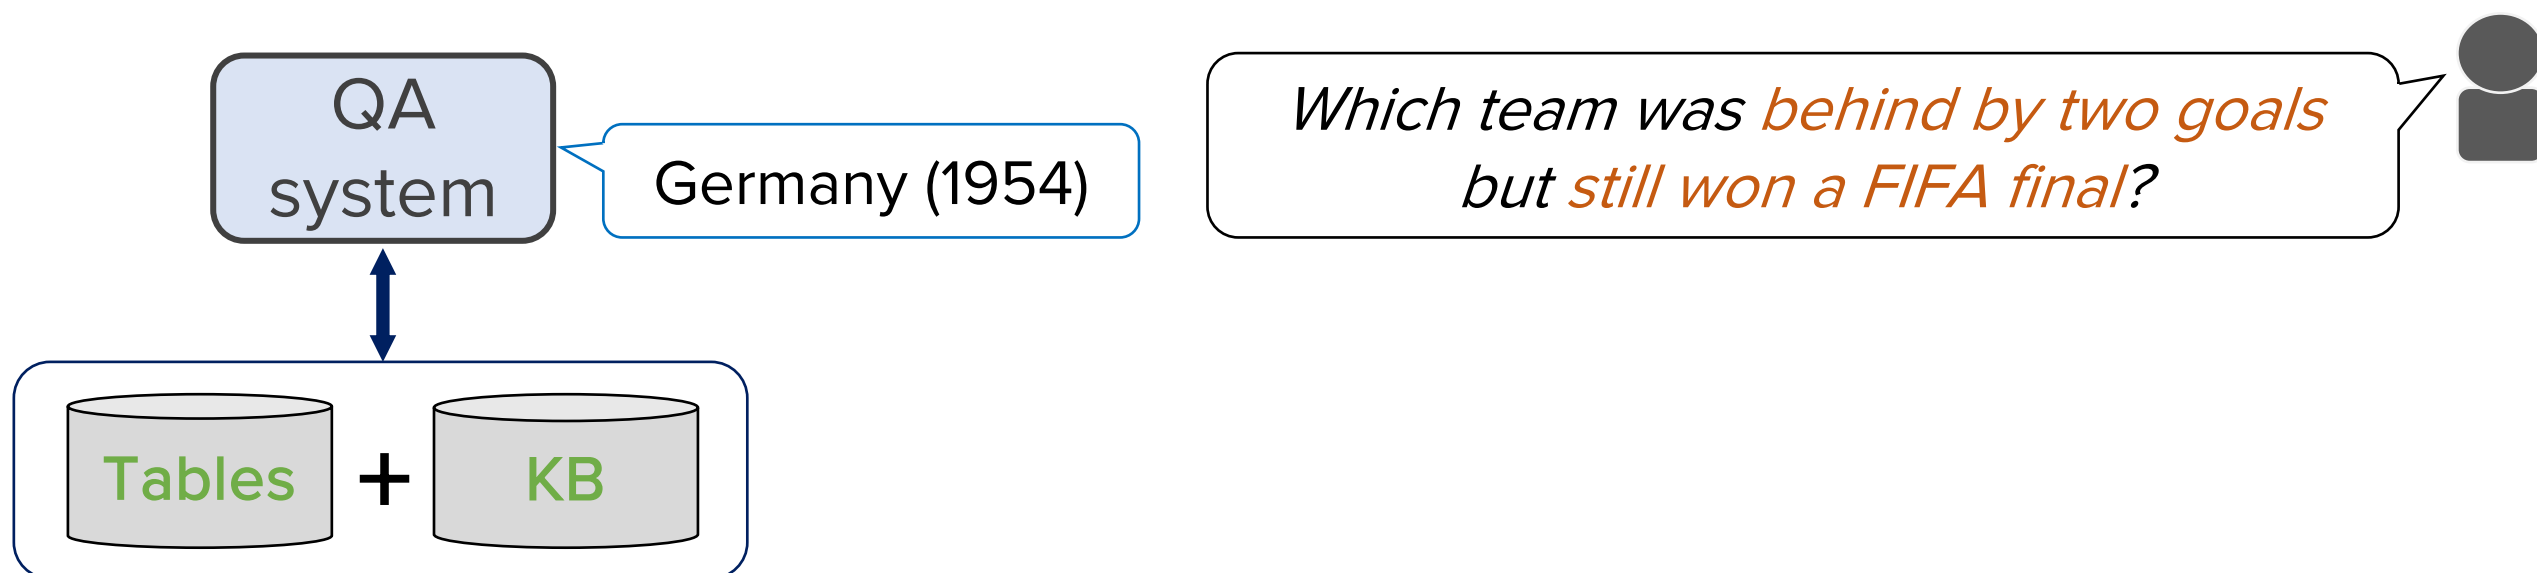 QA
system
Germany (1954)
Which team was behind by two goals
but still won a FIFA final?
Tables + KB